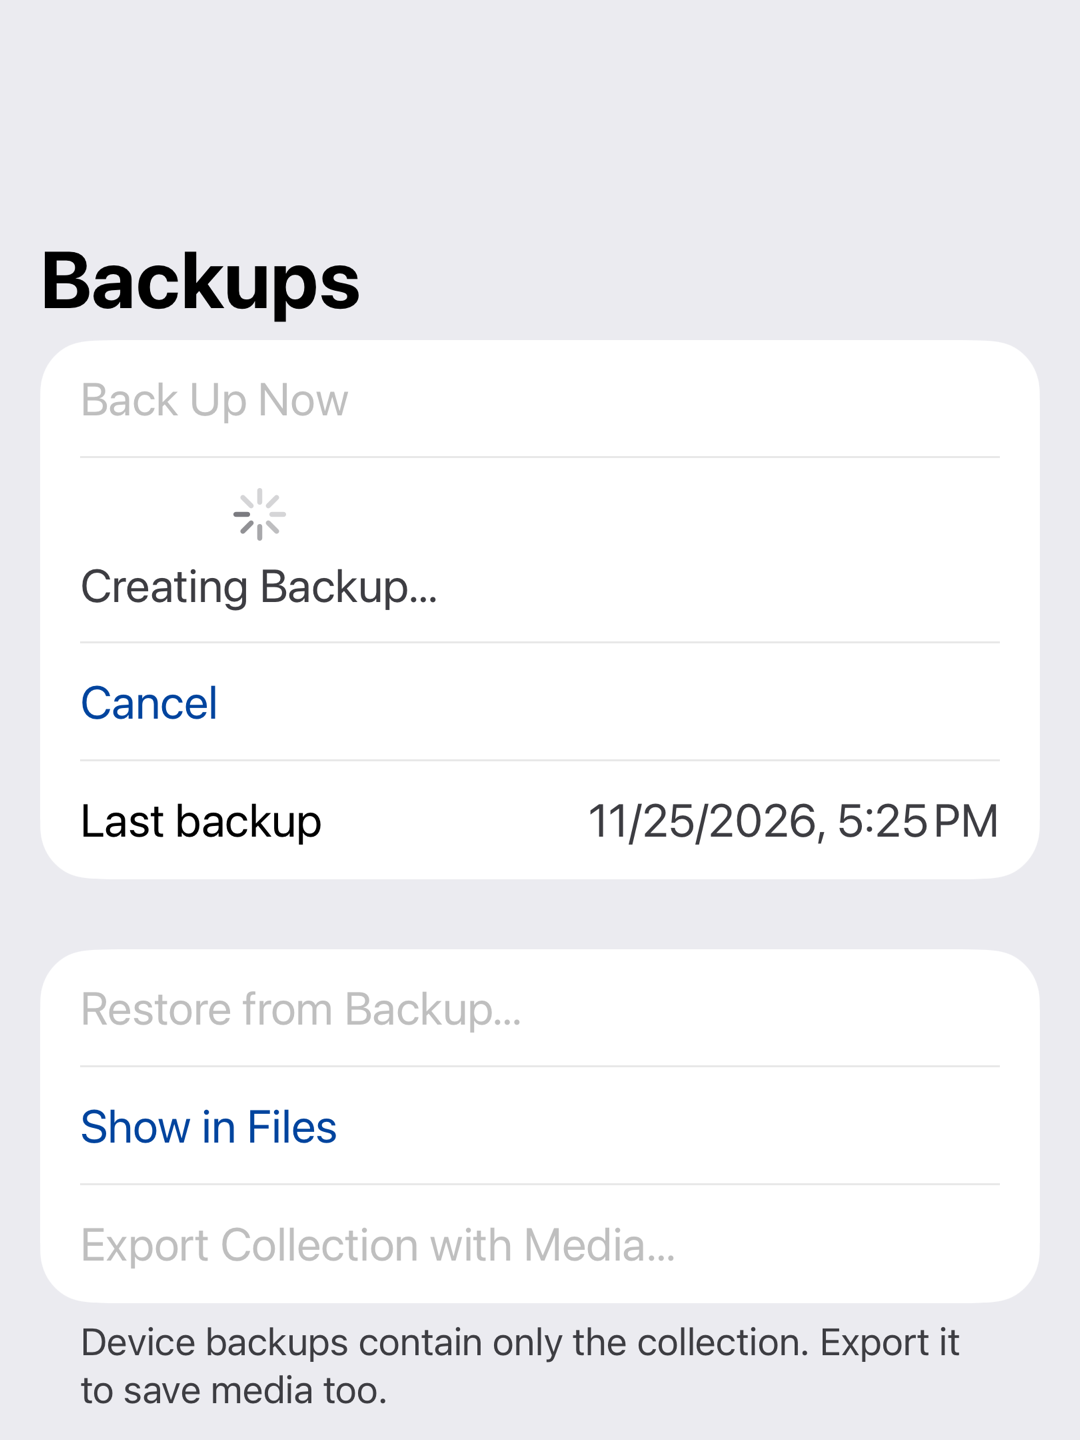 Backups
Back Up Now
Creating Backup...
Cancel
Last backup 11/25/2026, 5:25 PM
Restore from Backup...
Show in Files
Export Collection with Media...
Device backups contain only the collection. Export it
to save media too.